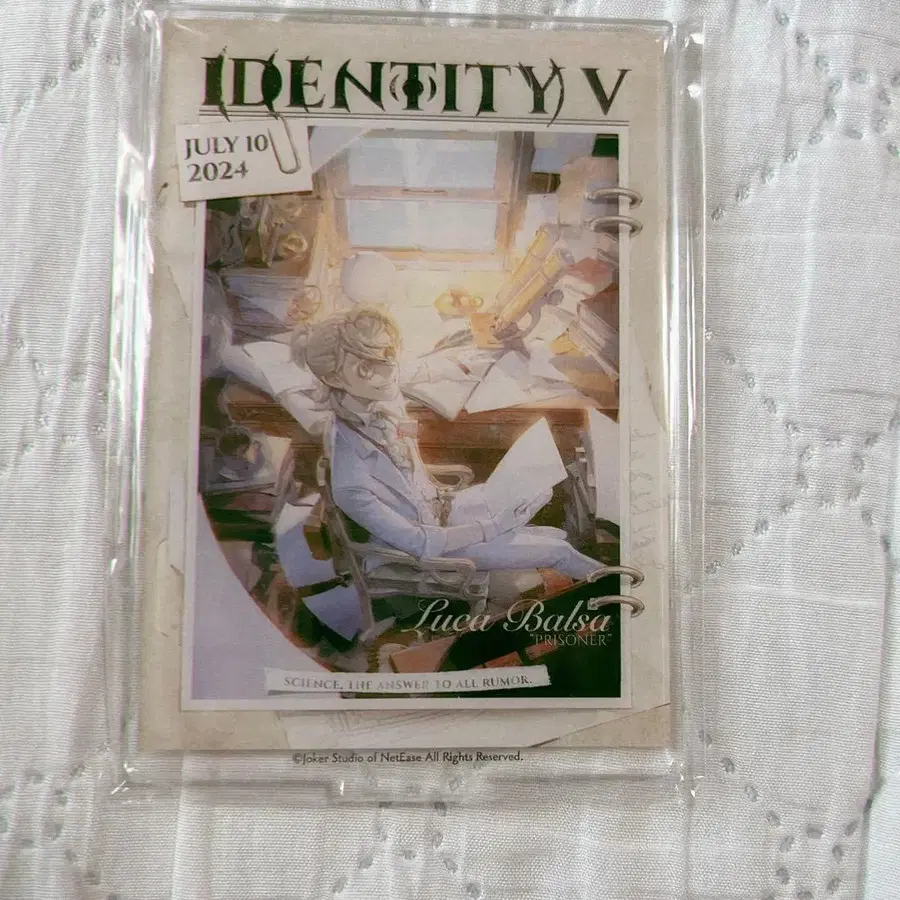 IDENTITY V
JULY 10
2024
Luca Balsa
"PRISONER"
SCIENCE, THE ANSWER TO ALL RUMOR.
©Joker Studio of NetEase All Rights Reserved.